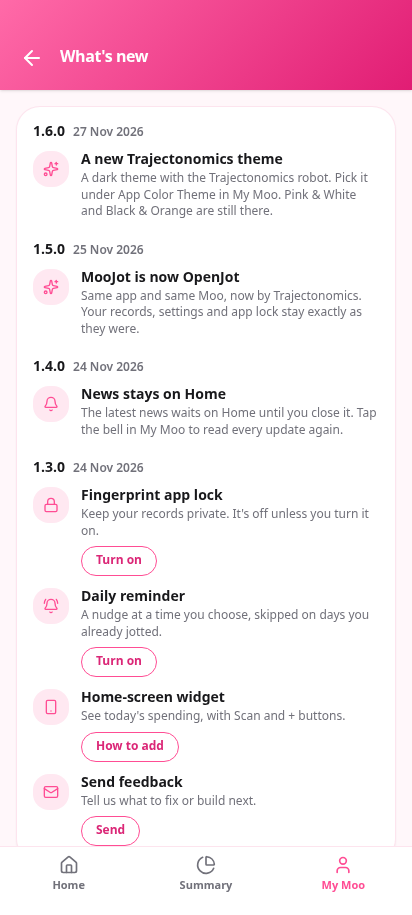 What's new
1.6.0 27 Nov 2026
A new Trajectonomics theme
A dark theme with the Trajectonomics robot. Pick it
under App Color Theme in My Moo. Pink & White
and Black & Orange are still there.
1.5.0 25 Nov 2026
MooJot is now OpenJot
Same app and same Moo, now by Trajectonomics.
Your records, settings and app lock stay exactly as
they were.
1.4.0 24 Nov 2026
News stays on Home
The latest news waits on Home until you close it. Tap
the bell in My Moo to read every update again.
1.3.0 24 Nov 2026
Fingerprint app lock
Keep your records private. It's off unless you turn it
on.
Turn on
Daily reminder
A nudge at a time you choose, skipped on days you
already jotted.
Turn on
Home-screen widget
See today's spending, with Scan and + buttons.
How to add
Send feedback
Tell us what to fix or build next.
Send
Home
Summary
My Moo